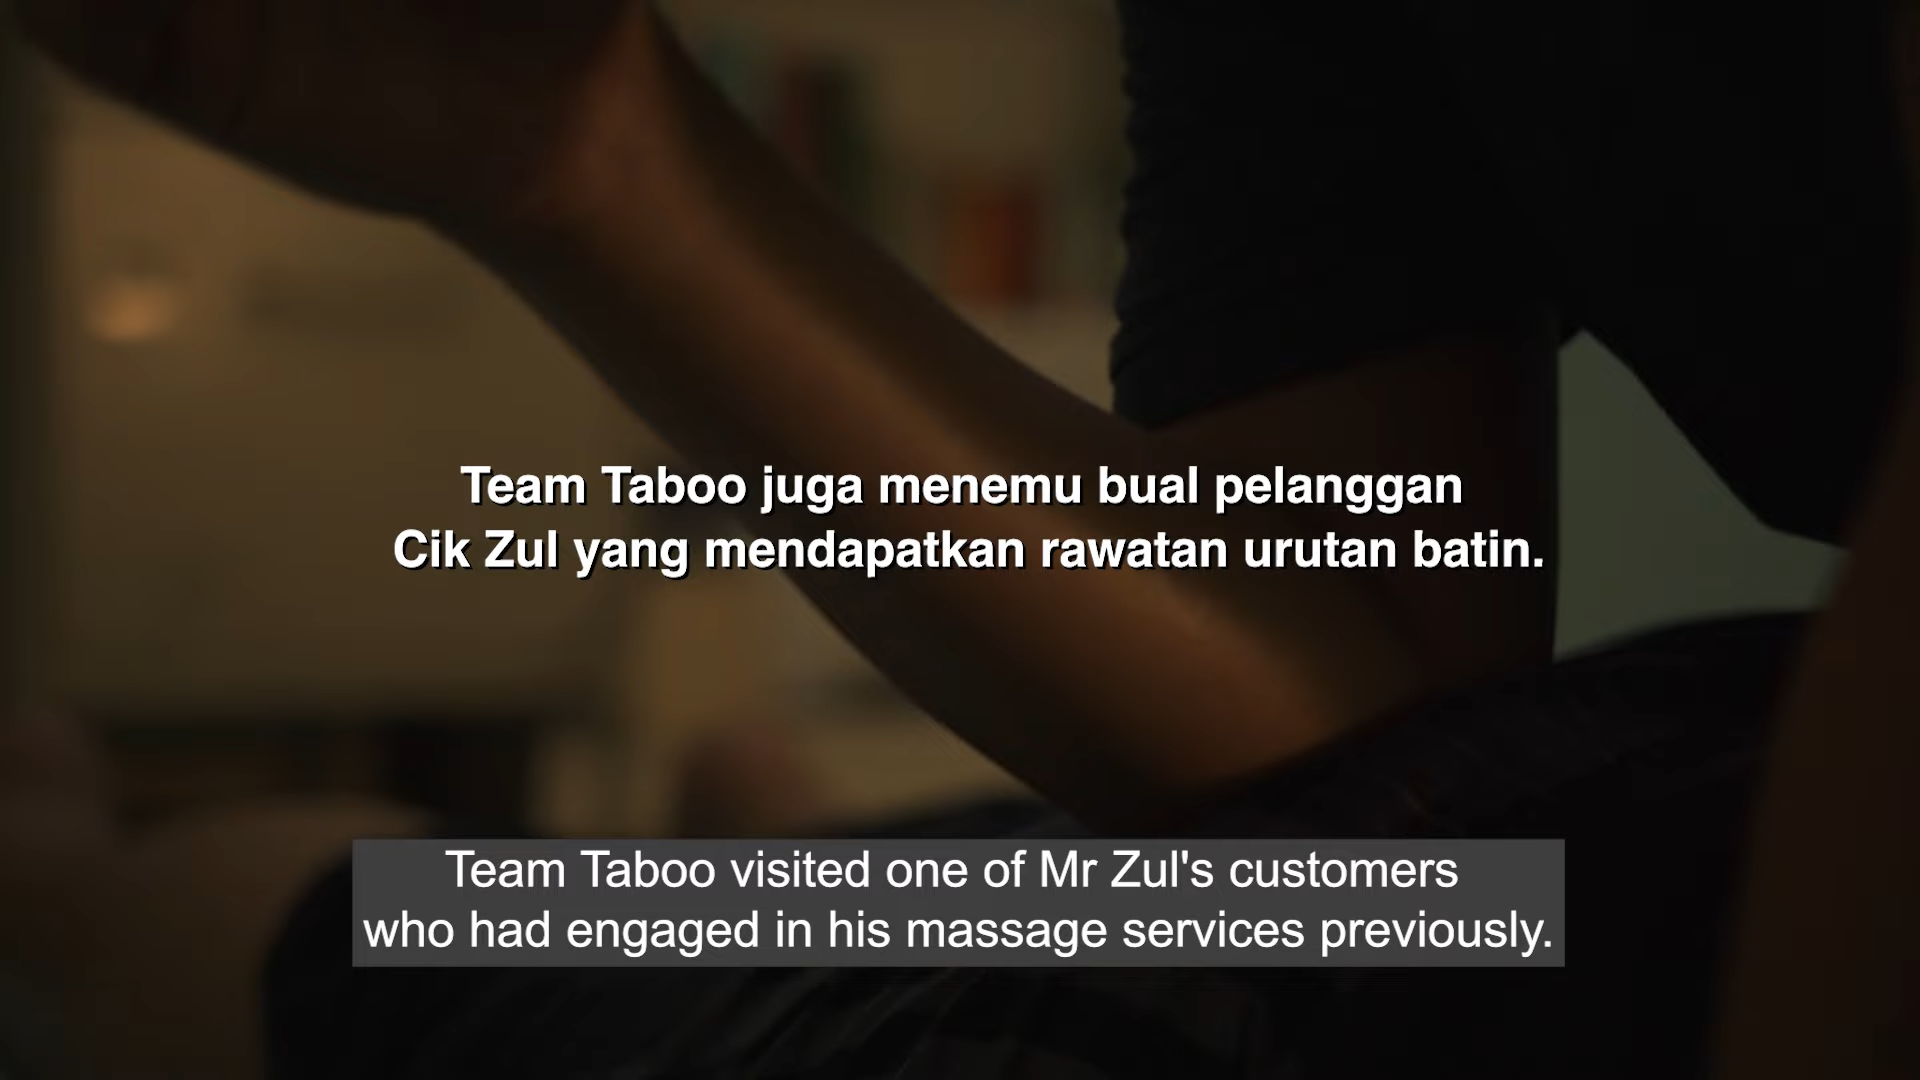 Team Taboo juga menemu bual pelanggan
Cik Zul yang mendapatkan rawatan urutan batin.
Team Taboo visited one of Mr Zul's customers
who had engaged in his massage services previously.